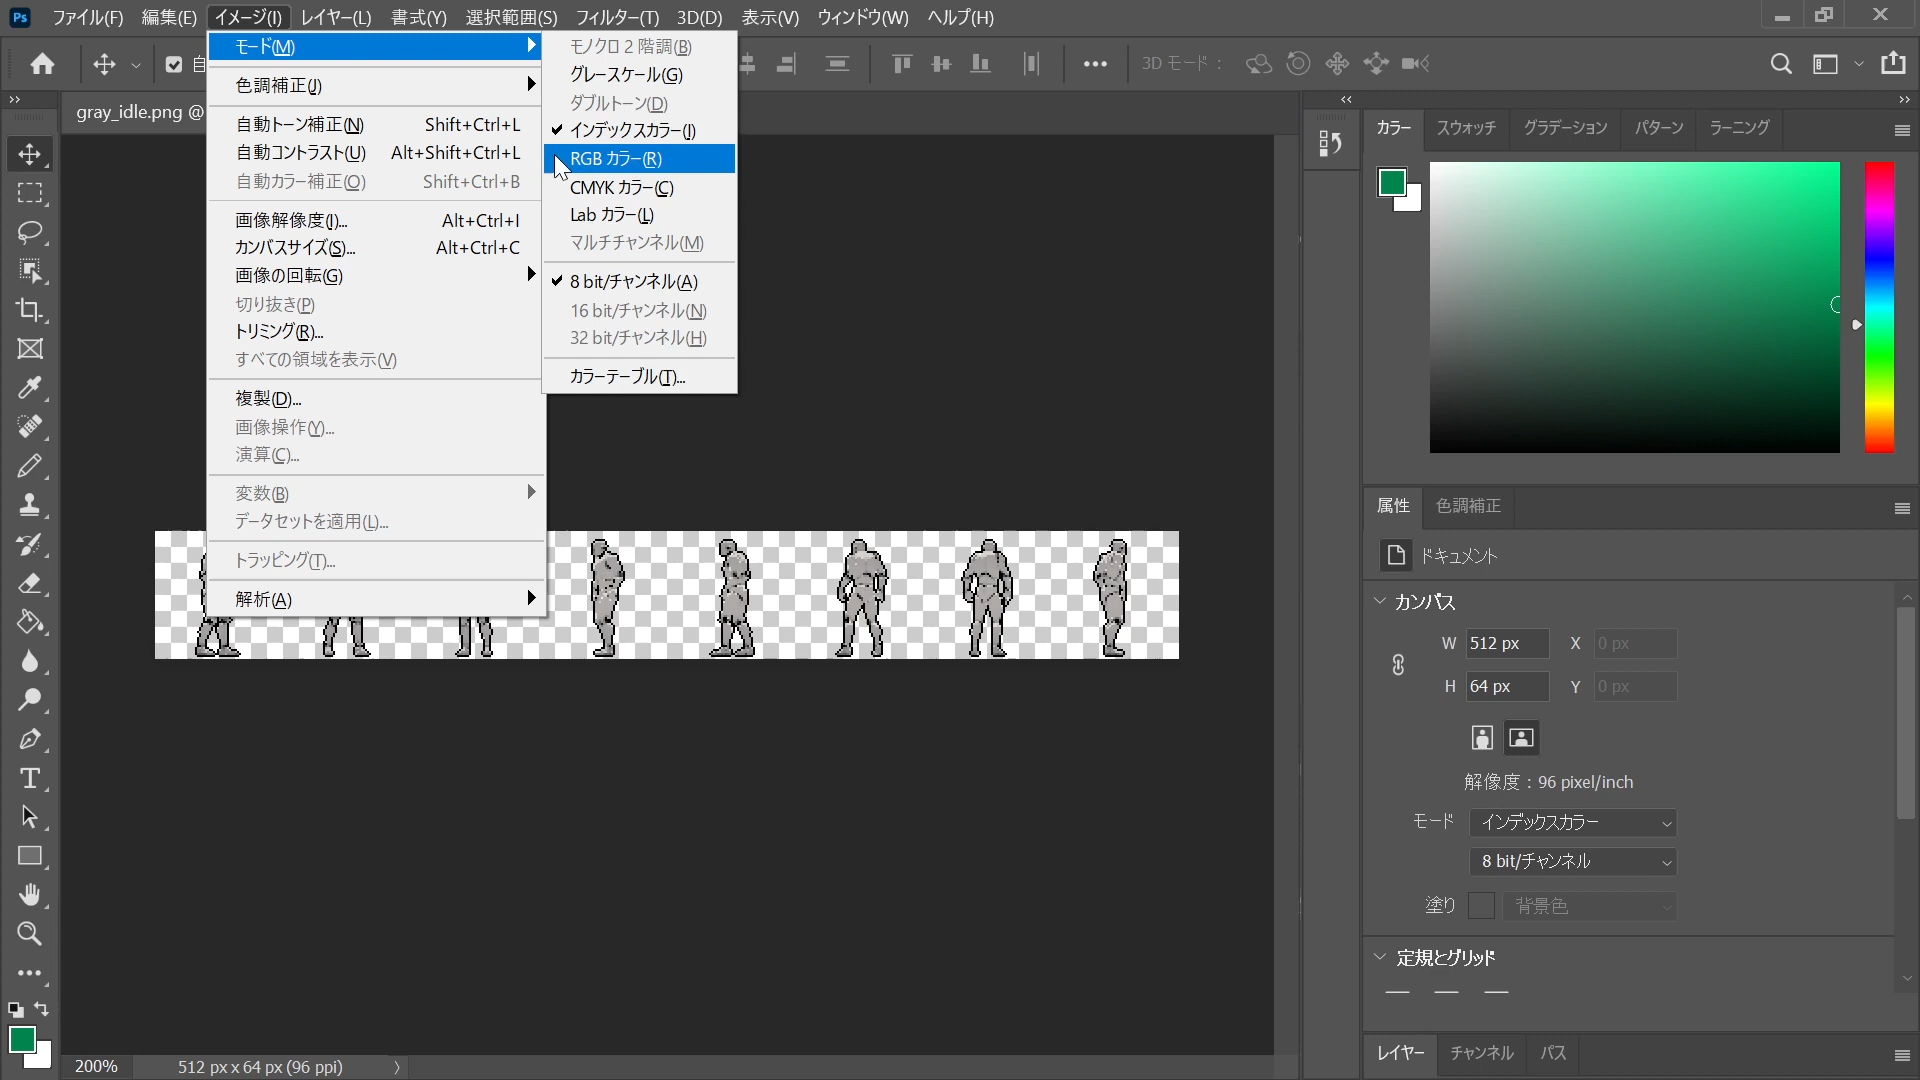 Ps ファイル(F) 編集(E) イメージ(I) レイヤー(L) 書式(Y) 選択範囲(S) フィルター(T) 3D(D) 表示(V) ウィンドウ(W) ヘルプ(H)
自
3D モード :
gray_idle.png @
モード(M)
色調補正(J)
自動トーン補正(N) Shift+Ctrl+L
自動コントラスト(U) Alt+Shift+Ctrl+L
自動カラー補正(O) Shift+Ctrl+B
画像解像度(I)... Alt+Ctrl+I
カンバスサイズ(S)... Alt+Ctrl+C
画像の回転(G)
切り抜き(P)
トリミング(R)...
すべての領域を表示(V)
複製(D)...
画像操作(Y)...
演算(C)...
変数(B)
データセットを適用(L)...
トラッピング(T)...
解析(A)
モノクロ 2 階調(B)
グレースケール(G)
ダブルトーン(D)
インデックスカラー(I)
RGB カラー(R)
CMYK カラー(C)
Lab カラー(L)
マルチチャンネル(M)
8 bit/チャンネル(A)
16 bit/チャンネル(N)
32 bit/チャンネル(H)
カラーテーブル(T)...
カラー スウォッチ グラデーション パターン ラーニング
属性 色調補正
ドキュメント
カンバス
W 512 px X 0 px
H 64 px Y 0 px
解像度 : 96 pixel/inch
モード インデックスカラー
8 bit/チャンネル
塗り 背景色
定規とグリッド
レイヤー チャンネル パス
200% 512 px x 64 px (96 ppi)